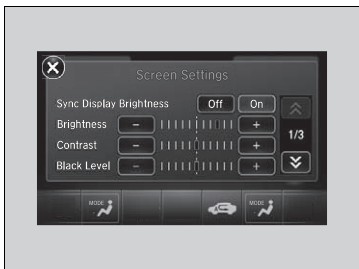 Screen Settings
Sync Display Brightness Off On
Brightness - +
1/3
Contrast - +
Black Level - +
MODE MODE